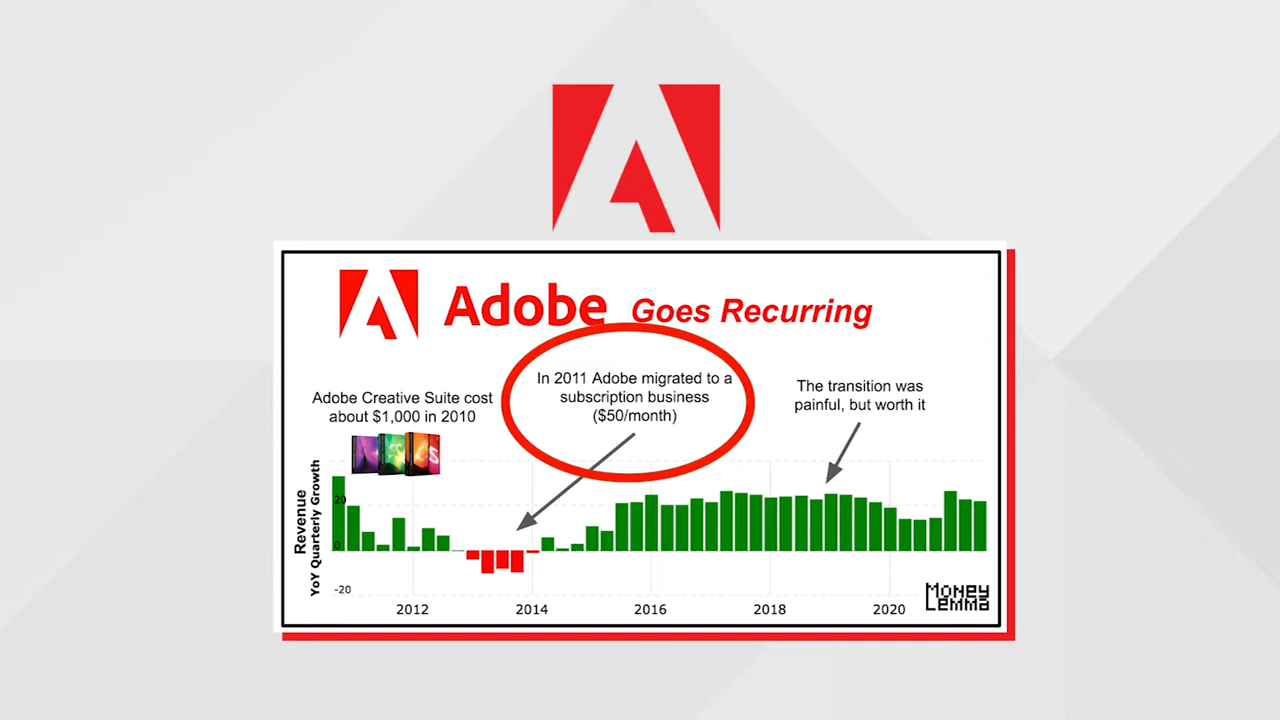 Adobe Goes Recurring
Adobe Creative Suite cost
about $1,000 in 2010
In 2011 Adobe migrated to a
subscription business
($50/month)
The transition was
painful, but worth it
Revenue
YoY Quarterly Growth
20
0
-20
2012
2014
2016
2018
2020
Money
Lemma